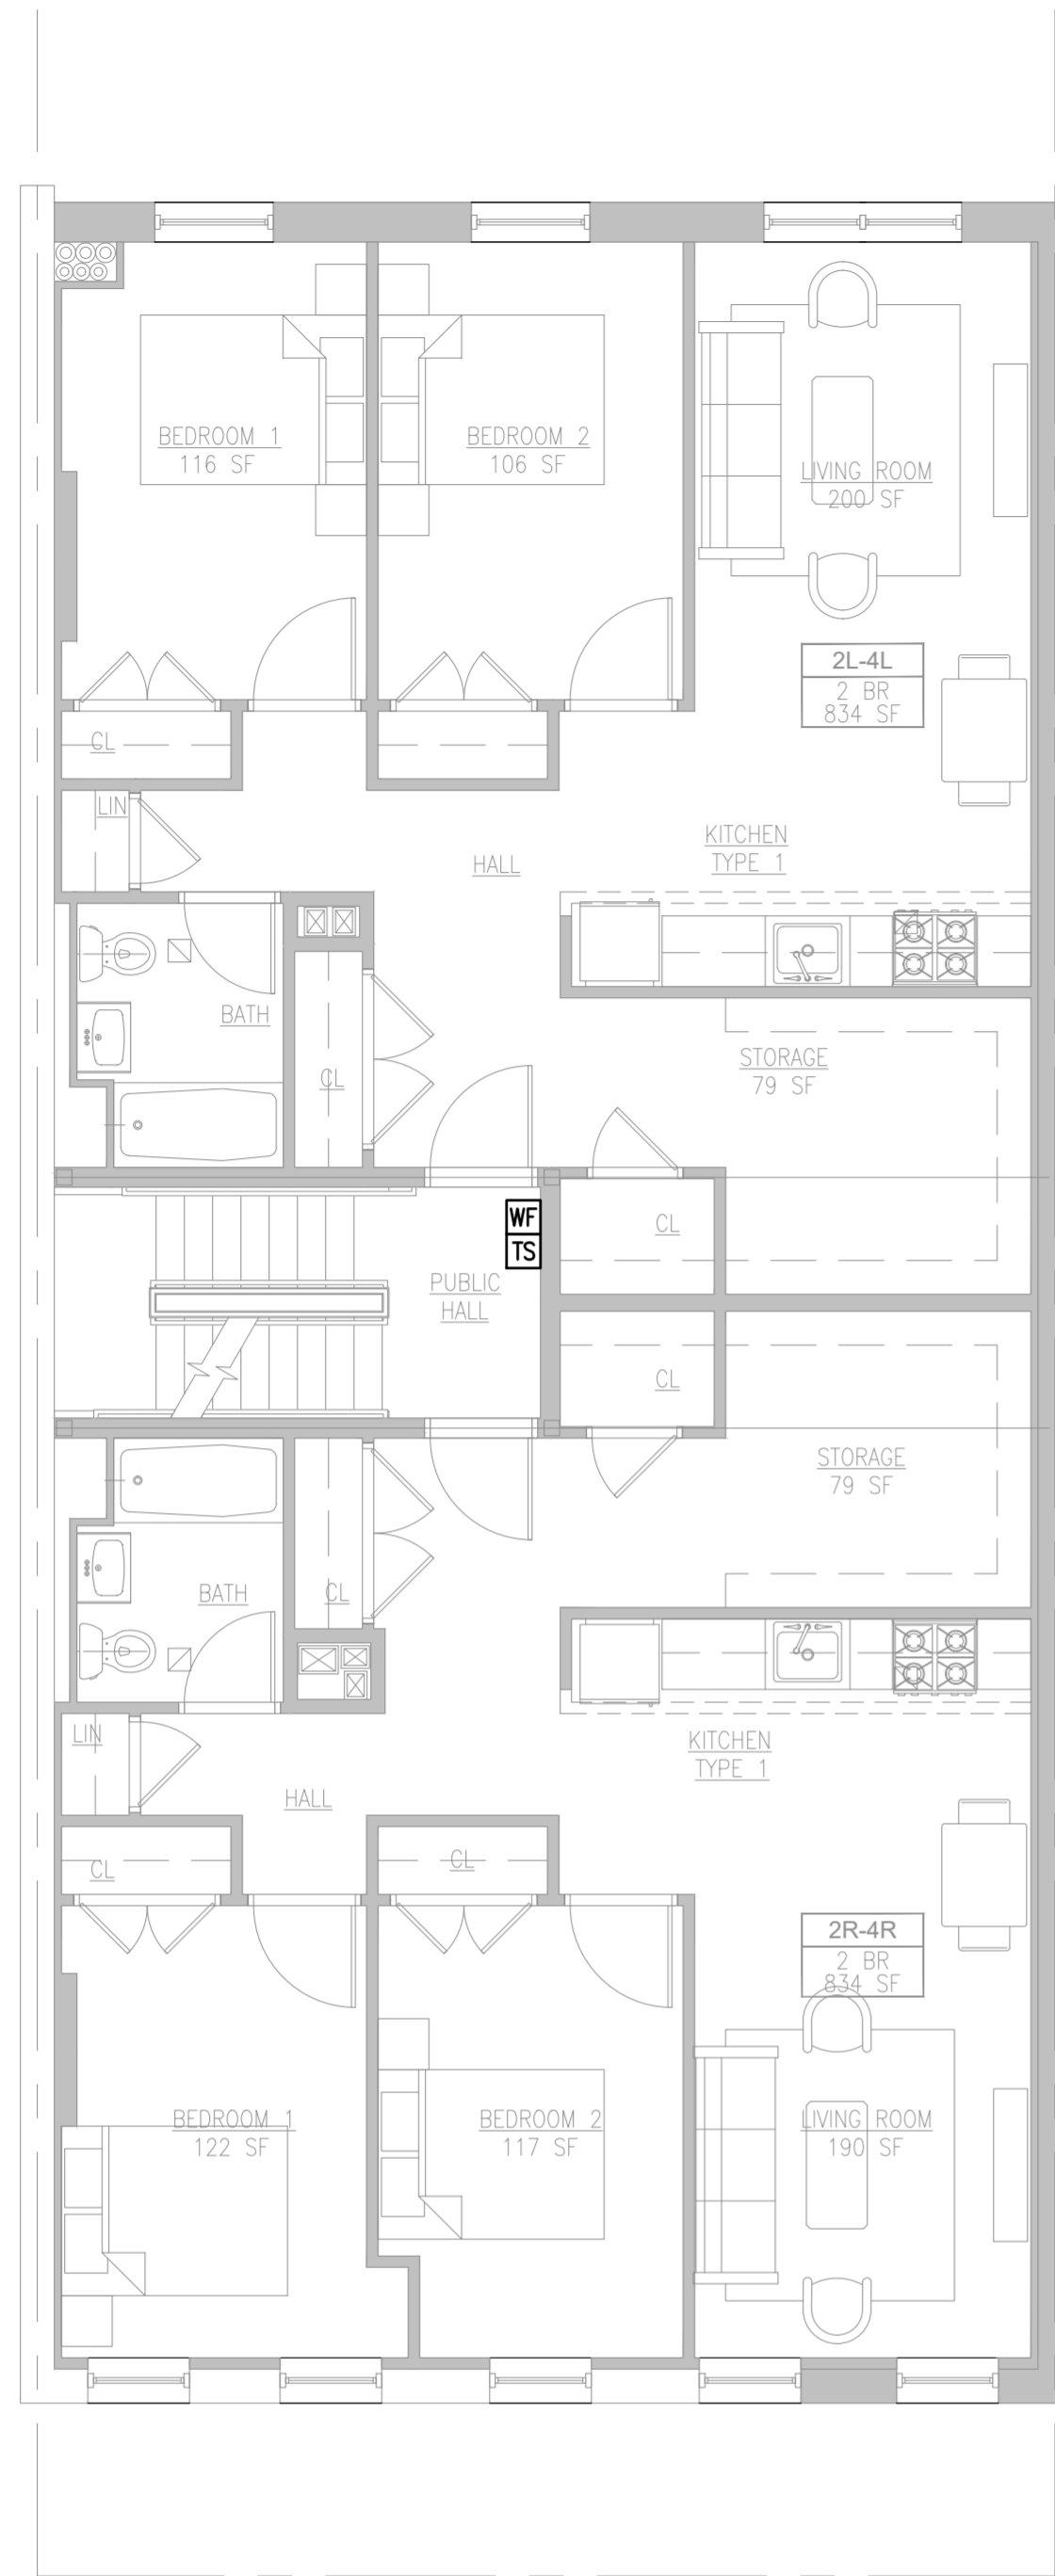 BEDROOM 1
116 SF
BEDROOM 2
106 SF
LIVING ROOM
200 SF
2L-4L
2 BR
834 SF
CL
LIN
HALL
KITCHEN
TYPE 1
BATH
CL
STORAGE
79 SF
WF
TS
CL
PUBLIC
HALL
CL
STORAGE
79 SF
BATH
CL
LIN
HALL
KITCHEN
TYPE 1
CL
CL
2R-4R
2 BR
834 SF
BEDROOM 1
122 SF
BEDROOM 2
117 SF
LIVING ROOM
190 SF